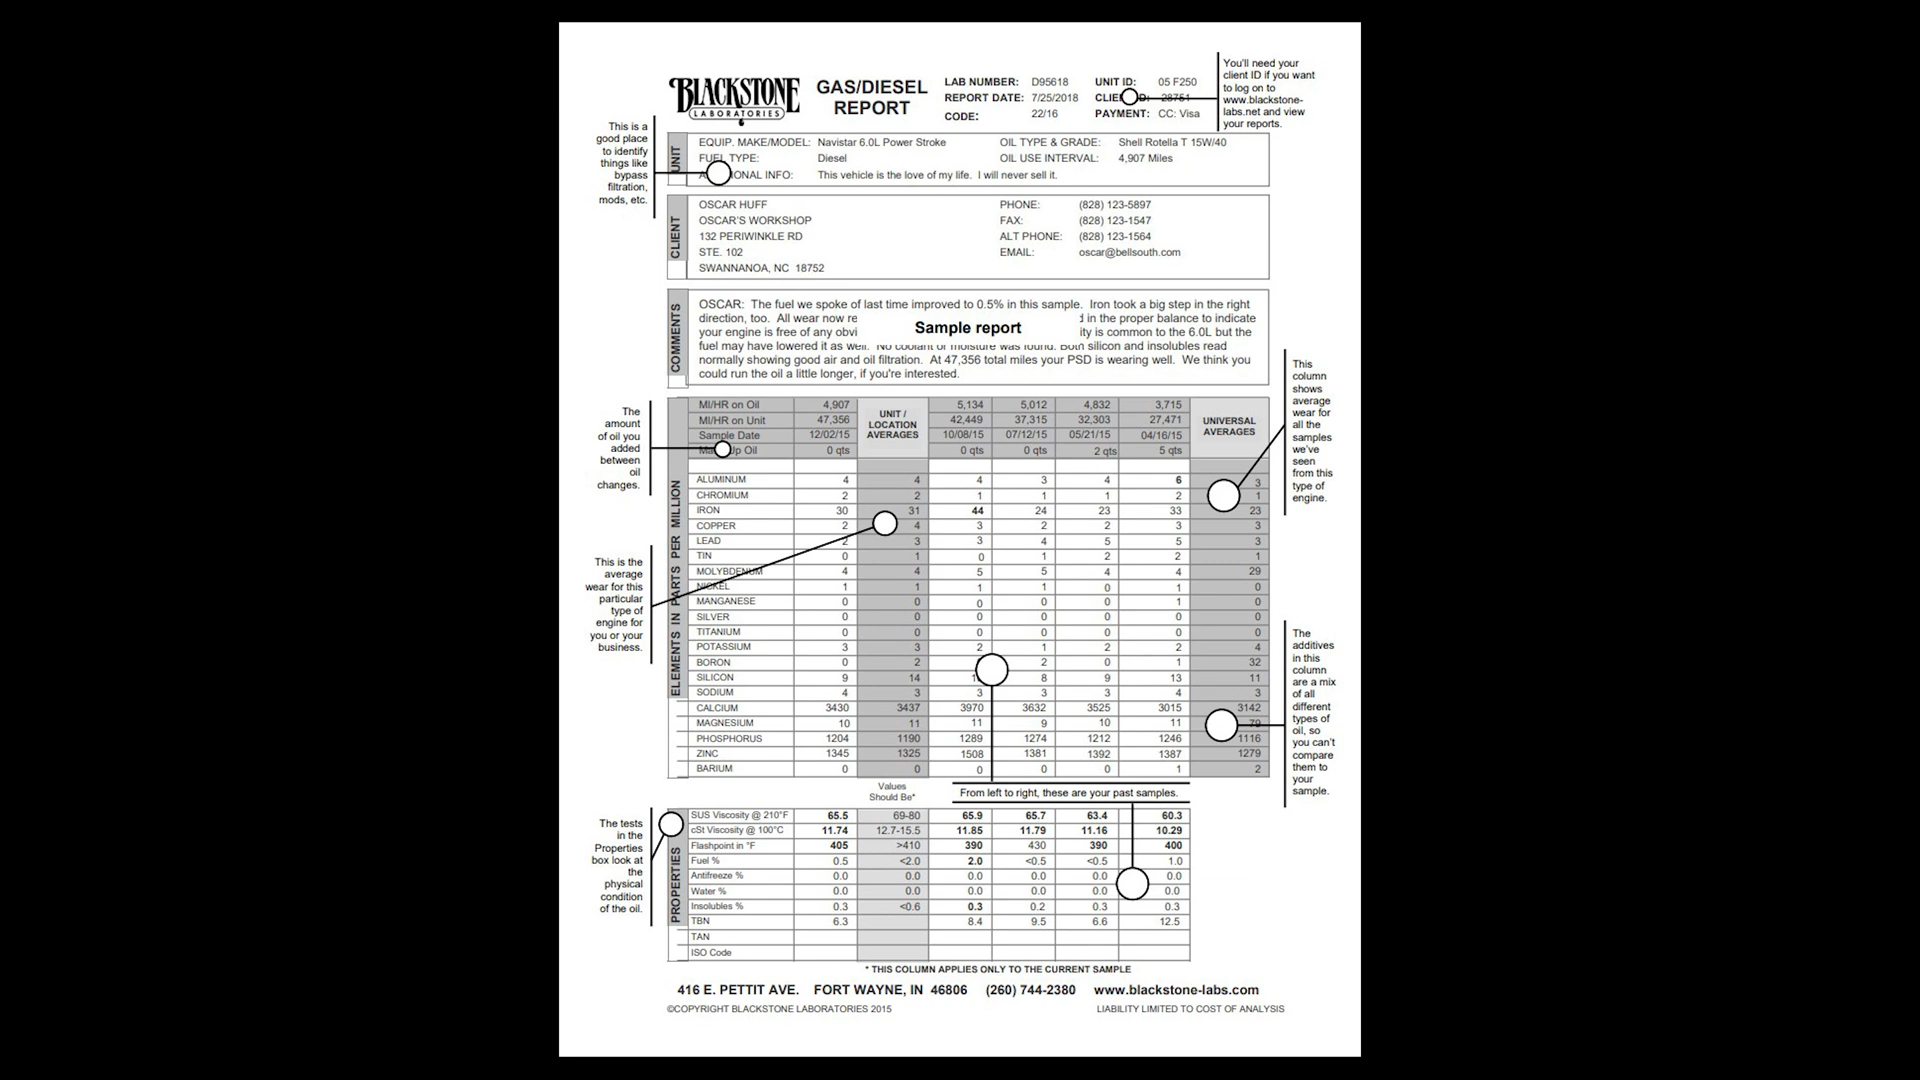 BLACKSTONE
LABORATORIES
GAS/DIESEL
REPORT
LAB NUMBER: D95618
REPORT DATE: 7/25/2018
CODE: 22/16
UNIT ID: 05 F250
CLIE D: 28751
PAYMENT: CC: Visa
You'll need your
client ID if you want
to log on to
www.blackstone-
labs.net and view
your reports.
This is a
good place
to identify
things like
bypass
filtration,
mods, etc.
UNIT
EQUIP. MAKE/MODEL: Navistar 6.0L Power Stroke OIL TYPE & GRADE: Shell Rotella T 15W/40
FUEL TYPE: Diesel OIL USE INTERVAL: 4,907 Miles
A IONAL INFO: This vehicle is the love of my life. I will never sell it.
CLIENT
OSCAR HUFF PHONE: (828) 123-5897
OSCAR'S WORKSHOP FAX: (828) 123-1547
132 PERIWINKLE RD ALT PHONE: (828) 123-1564
STE. 102 EMAIL: oscar@bellsouth.com
SWANNANOA, NC 18752
COMMENTS
OSCAR: The fuel we spoke of last time improved to 0.5% in this sample. Iron took a big step in the right
direction, too. All wear now re d in the proper balance to indicate
your engine is free of any obvi Sample report ity is common to the 6.0L but the
fuel may have lowered it as well. No coolant or moisture was found. Both silicon and insolubles read
normally showing good air and oil filtration. At 47,356 total miles your PSD is wearing well. We think you
could run the oil a little longer, if you're interested.
This
column
shows
average
wear for
all the
samples
we've
seen
from this
type of
engine.
The
amount
of oil you
added
between
oil
changes.
This is the
average
wear for this
particular
type of
engine for
you or your
business.
ELEMENTS IN PARTS PER MILLION
MI/HR on Oil 4,907 UNIT / LOCATION AVERAGES 5,134 5,012 4,832 3,715 UNIVERSAL AVERAGES
MI/HR on Unit 47,356 42,449 37,315 32,303 27,471
Sample Date 12/02/15 10/08/15 07/12/15 05/21/15 04/16/15
Ma Up Oil 0 qts 0 qts 0 qts 2 qts 5 qts
ALUMINUM 4 4 4 3 4 6 3
CHROMIUM 2 2 1 1 1 2 1
IRON 30 31 44 24 23 33 23
COPPER 2 4 3 2 2 3 3
LEAD 2 3 3 4 5 5 3
TIN 0 1 0 1 2 2 1
MOLYBDENUM 4 4 5 5 4 4 29
NICKEL 1 1 1 1 0 1 0
MANGANESE 0 0 0 0 0 1 0
SILVER 0 0 0 0 0 0 0
TITANIUM 0 0 0 0 0 0 0
POTASSIUM 3 3 2 1 2 2 4
BORON 0 2 2 0 1 32
SILICON 9 14 1 8 9 13 11
SODIUM 4 3 3 3 3 4 3
CALCIUM 3430 3437 3970 3632 3525 3015 3142
MAGNESIUM 10 11 11 9 10 11 79
PHOSPHORUS 1204 1190 1289 1274 1212 1246 1116
ZINC 1345 1325 1508 1381 1392 1387 1279
BARIUM 0 0 0 0 0 1 2
The
additives
in this
column
are a mix
of all
different
types of
oil, so
you can't
compare
them to
your
sample.
Values
Should Be*
From left to right, these are your past samples.
The tests
in the
Properties
box look at
the
physical
condition
of the oil.
PROPERTIES
SUS Viscosity @ 210°F 65.5 69-80 65.9 65.7 63.4 60.3
cSt Viscosity @ 100°C 11.74 12.7-15.5 11.85 11.79 11.16 10.29
Flashpoint in °F 405 >410 390 430 390 400
Fuel % 0.5 <2.0 2.0 <0.5 <0.5 1.0
Antifreeze % 0.0 0.0 0.0 0.0 0.0 0.0
Water % 0.0 0.0 0.0 0.0 0.0 0.0
Insolubles % 0.3 <0.6 0.3 0.2 0.3 0.3
TBN 6.3 8.4 9.5 6.6 12.5
TAN
ISO Code
* THIS COLUMN APPLIES ONLY TO THE CURRENT SAMPLE
416 E. PETTIT AVE. FORT WAYNE, IN 46806 (260) 744-2380 www.blackstone-labs.com
©COPYRIGHT BLACKSTONE LABORATORIES 2015 LIABILITY LIMITED TO COST OF ANALYSIS